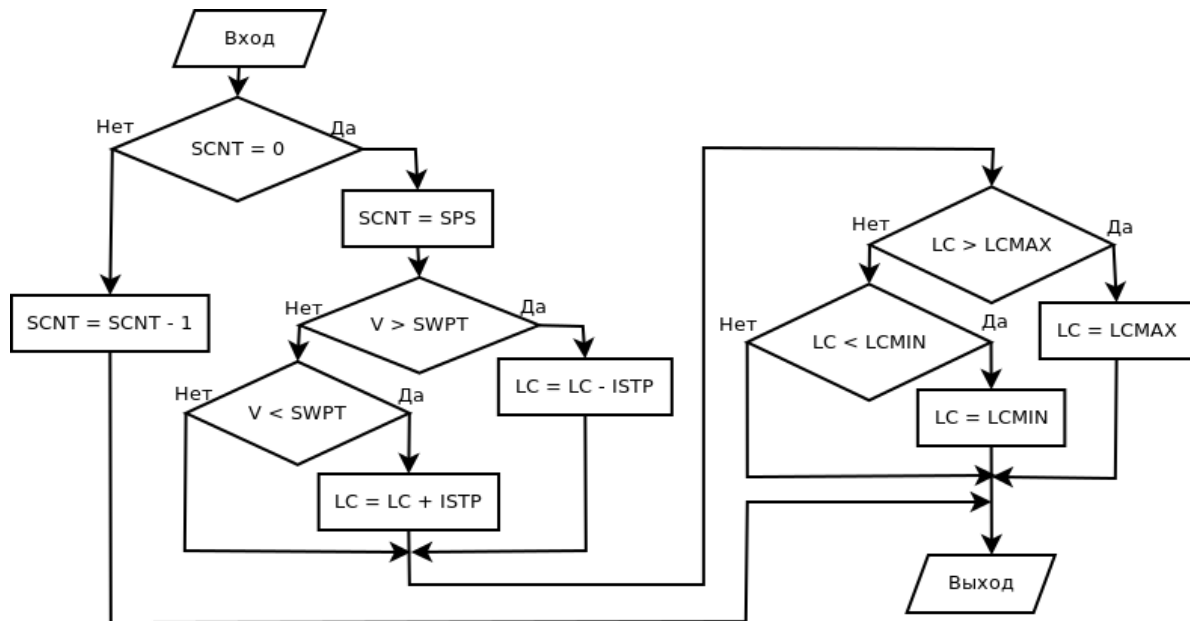 Вход
Нет
Да
SCNT = 0
SCNT = SPS
SCNT = SCNT - 1
Нет
Да
V > SWPT
LC = LC - ISTP
Нет
Да
V < SWPT
LC = LC + ISTP
Нет
Да
LC > LCMAX
LC = LCMAX
Нет
Да
LC < LCMIN
LC = LCMIN
Выход